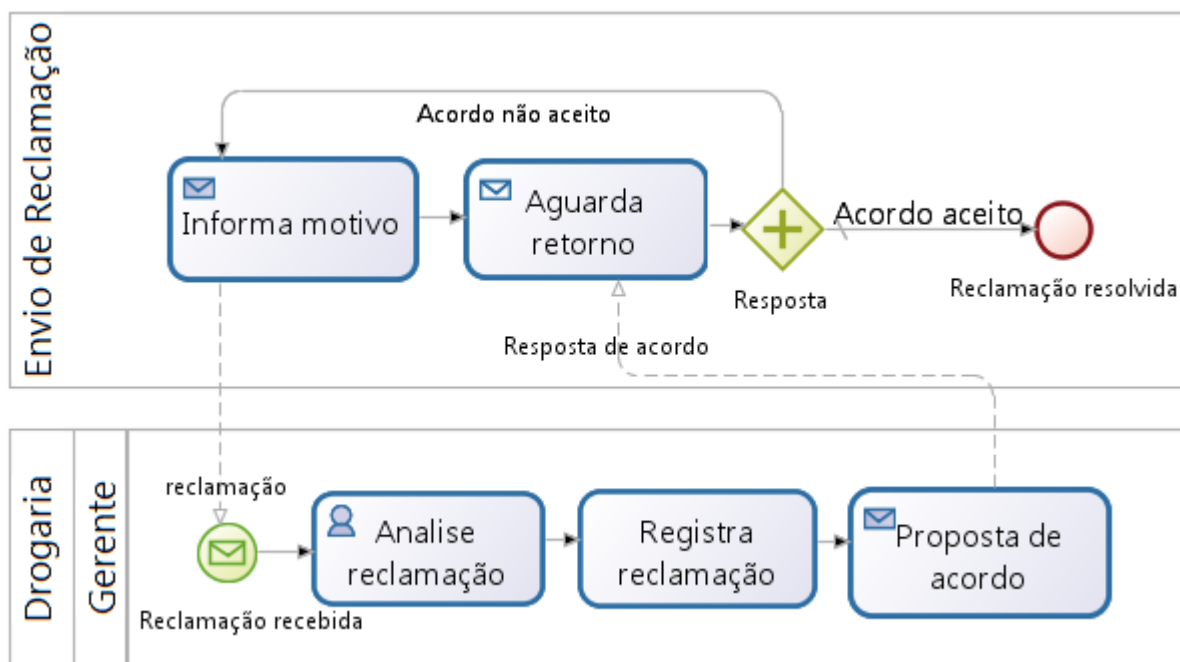 Envio de Reclamação
Acordo não aceito
Informa motivo
Aguarda
retorno
Acordo aceito
Resposta
Reclamação resolvida
Resposta de acordo
Drogaria
Gerente
reclamação
Analise
reclamação
Registra
reclamação
Proposta de
acordo
Reclamação recebida